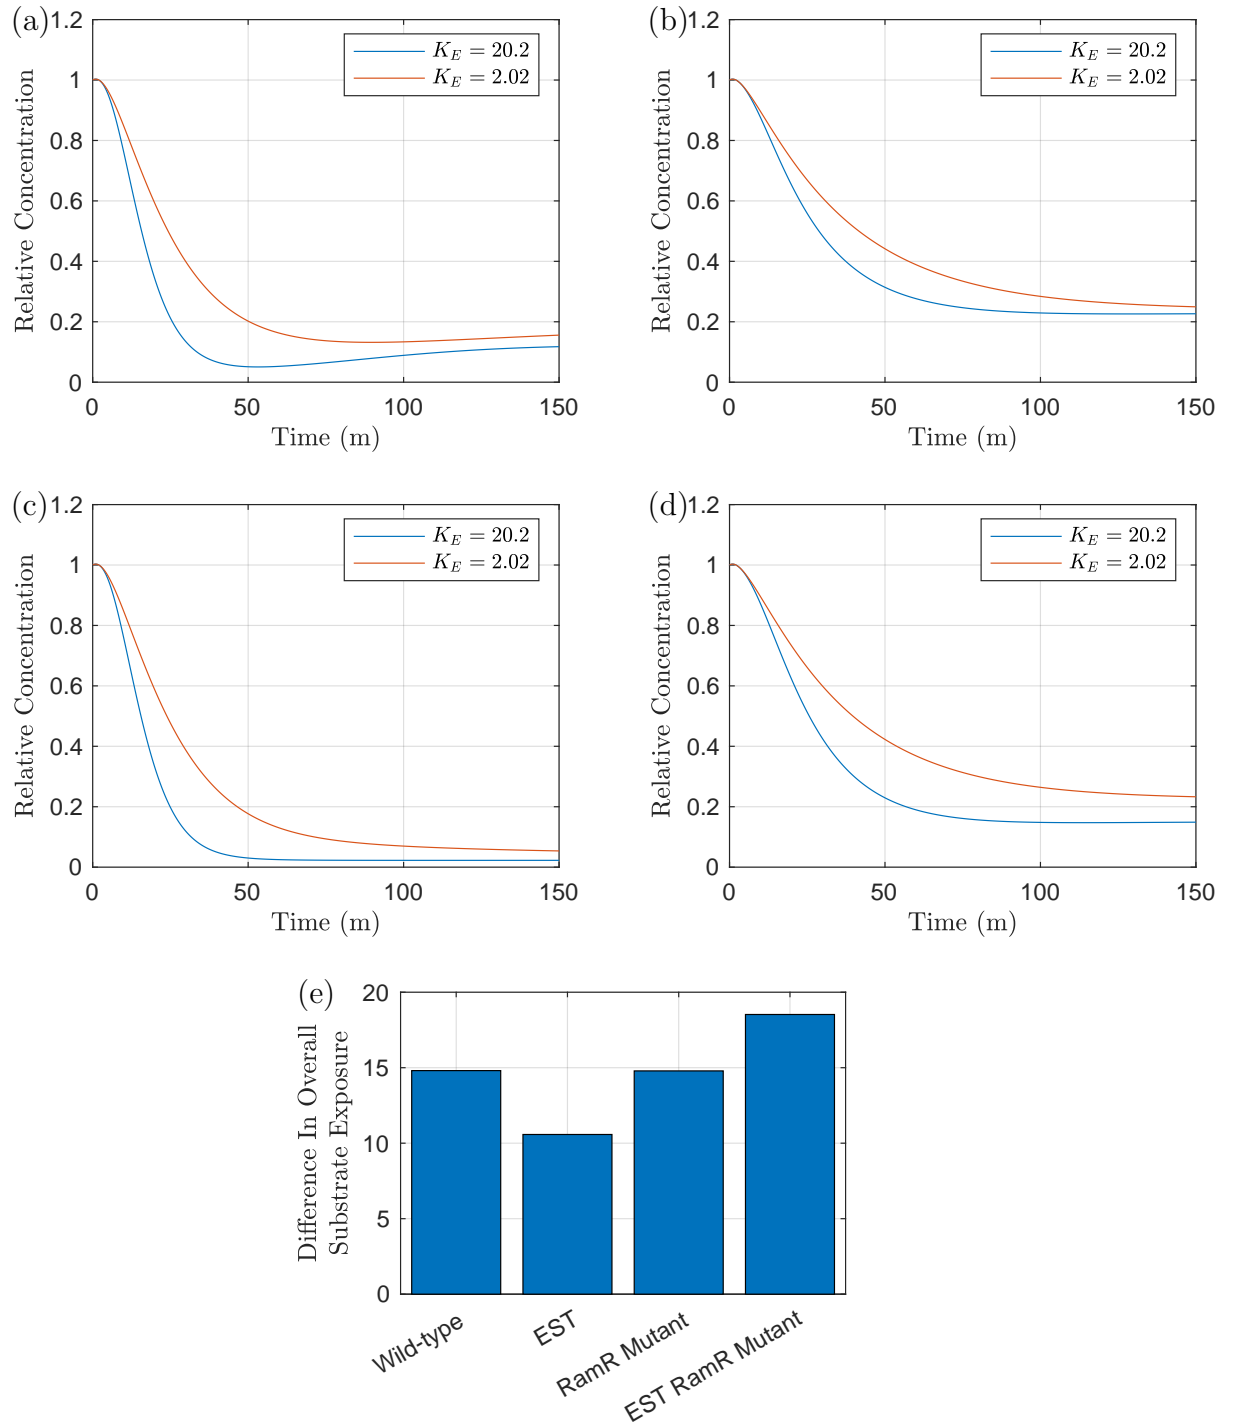 (a)
1.2
1
0.8
0.6
0.4
0.2
0
Relative Concentration
K_E = 20.2
K_E = 2.02
0 50 100 150
Time (m)
(b)
1.2
1
0.8
0.6
0.4
0.2
0
Relative Concentration
K_E = 20.2
K_E = 2.02
0 50 100 150
Time (m)
(c)
1.2
1
0.8
0.6
0.4
0.2
0
Relative Concentration
K_E = 20.2
K_E = 2.02
0 50 100 150
Time (m)
(d)
1.2
1
0.8
0.6
0.4
0.2
0
Relative Concentration
K_E = 20.2
K_E = 2.02
0 50 100 150
Time (m)
(e)
20
15
10
5
0
Difference In Overall
Substrate Exposure
Wild-type
EST
RamR Mutant
EST RamR Mutant